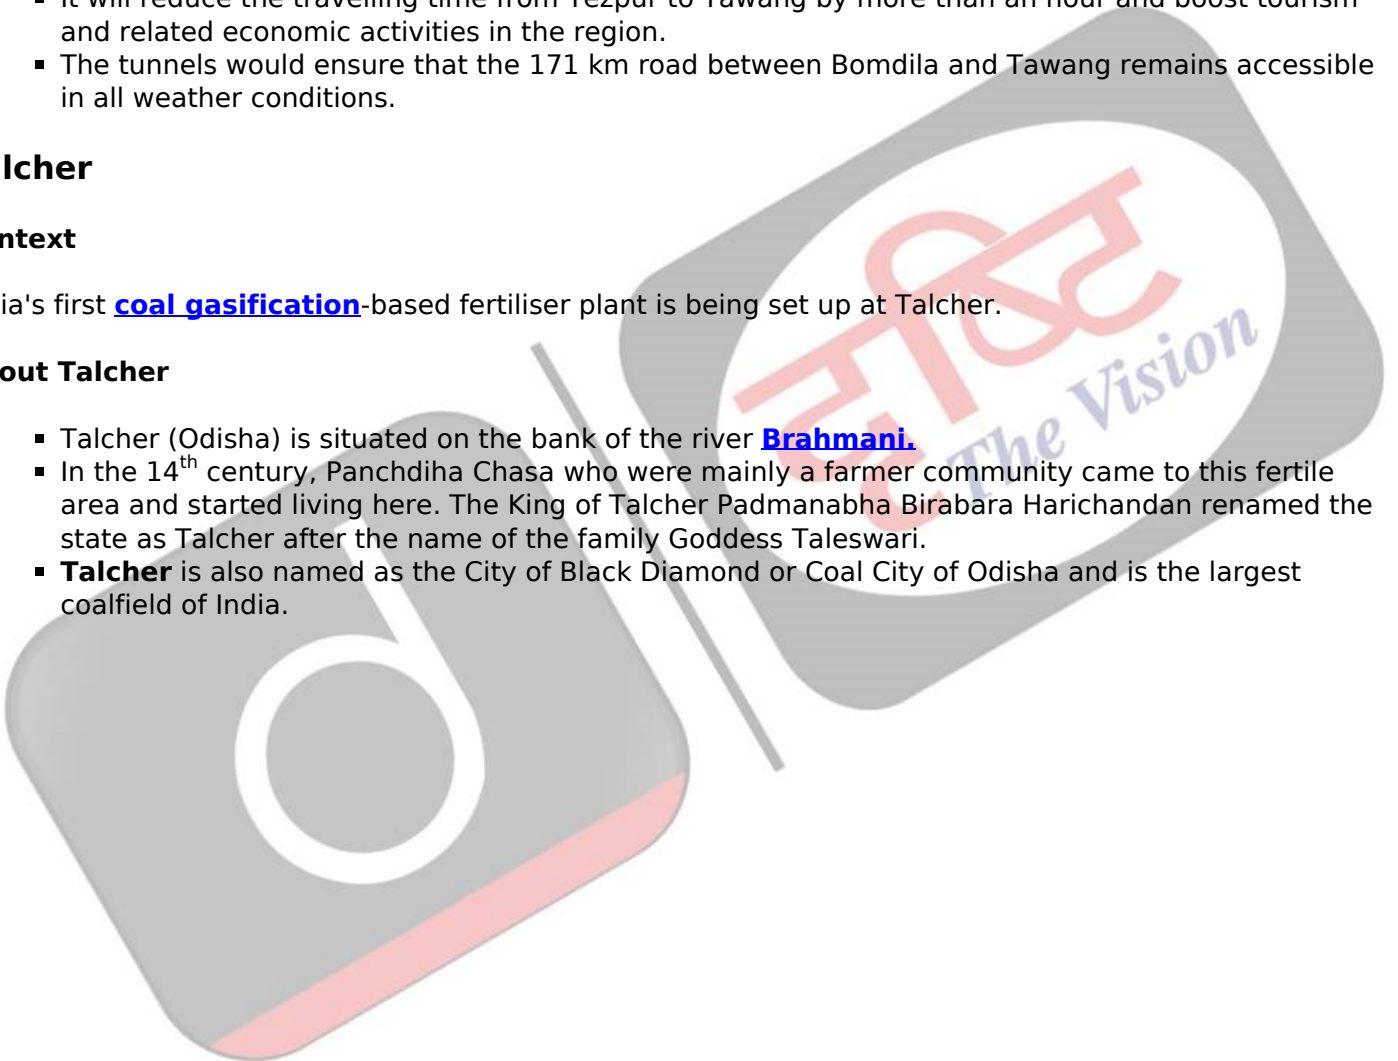 It will reduce the travelling time from Tezpur to Tawang by more than an hour and boost tourism
and related economic activities in the region.
The tunnels would ensure that the 171 km road between Bomdila and Tawang remains accessible
in all weather conditions.
lcher
ntext
ia's first coal gasification-based fertiliser plant is being set up at Talcher.
out Talcher
Talcher (Odisha) is situated on the bank of the river Brahmani.
In the 14th century, Panchdiha Chasa who were mainly a farmer community came to this fertile
area and started living here. The King of Talcher Padmanabha Birabara Harichandan renamed the
state as Talcher after the name of the family Goddess Taleswari.
Talcher is also named as the City of Black Diamond or Coal City of Odisha and is the largest
coalfield of India.
दृष्टि
The Vision
d